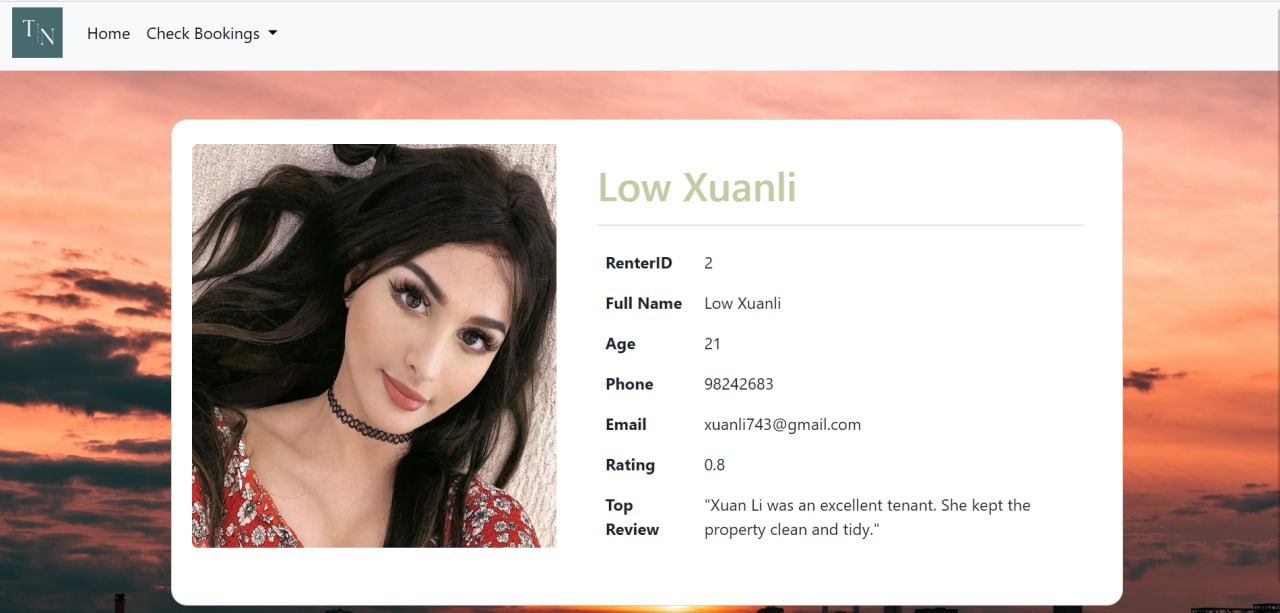 TN
Home Check Bookings
Low Xuanli
RenterID 2
Full Name Low Xuanli
Age 21
Phone 98242683
Email xuanli743@gmail.com
Rating 0.8
Top Review "Xuan Li was an excellent tenant. She kept the
property clean and tidy."